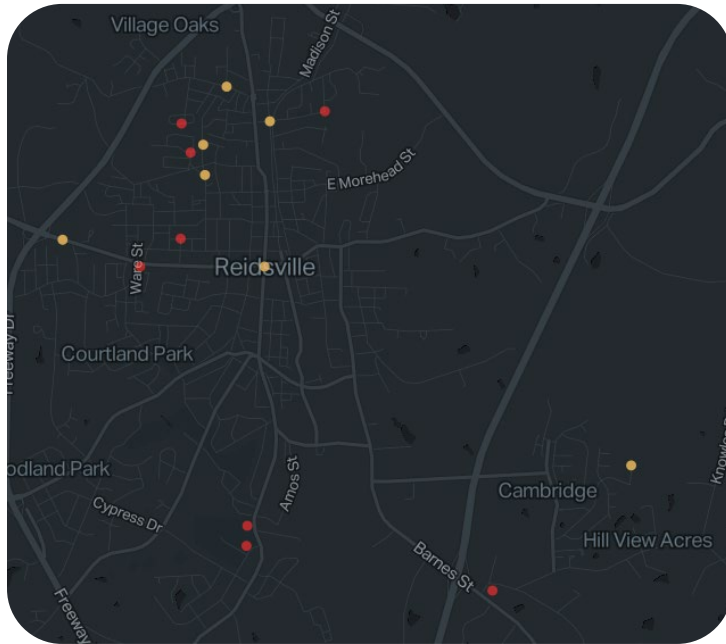 Village Oaks
Madison St
E Morehead St
Ware St
Reidsville
Freeway Dr
Courtland Park
odland Park
Amos St
Cypress Dr
Cambridge
Knowles
Hill View Acres
Barnes St
Freeway